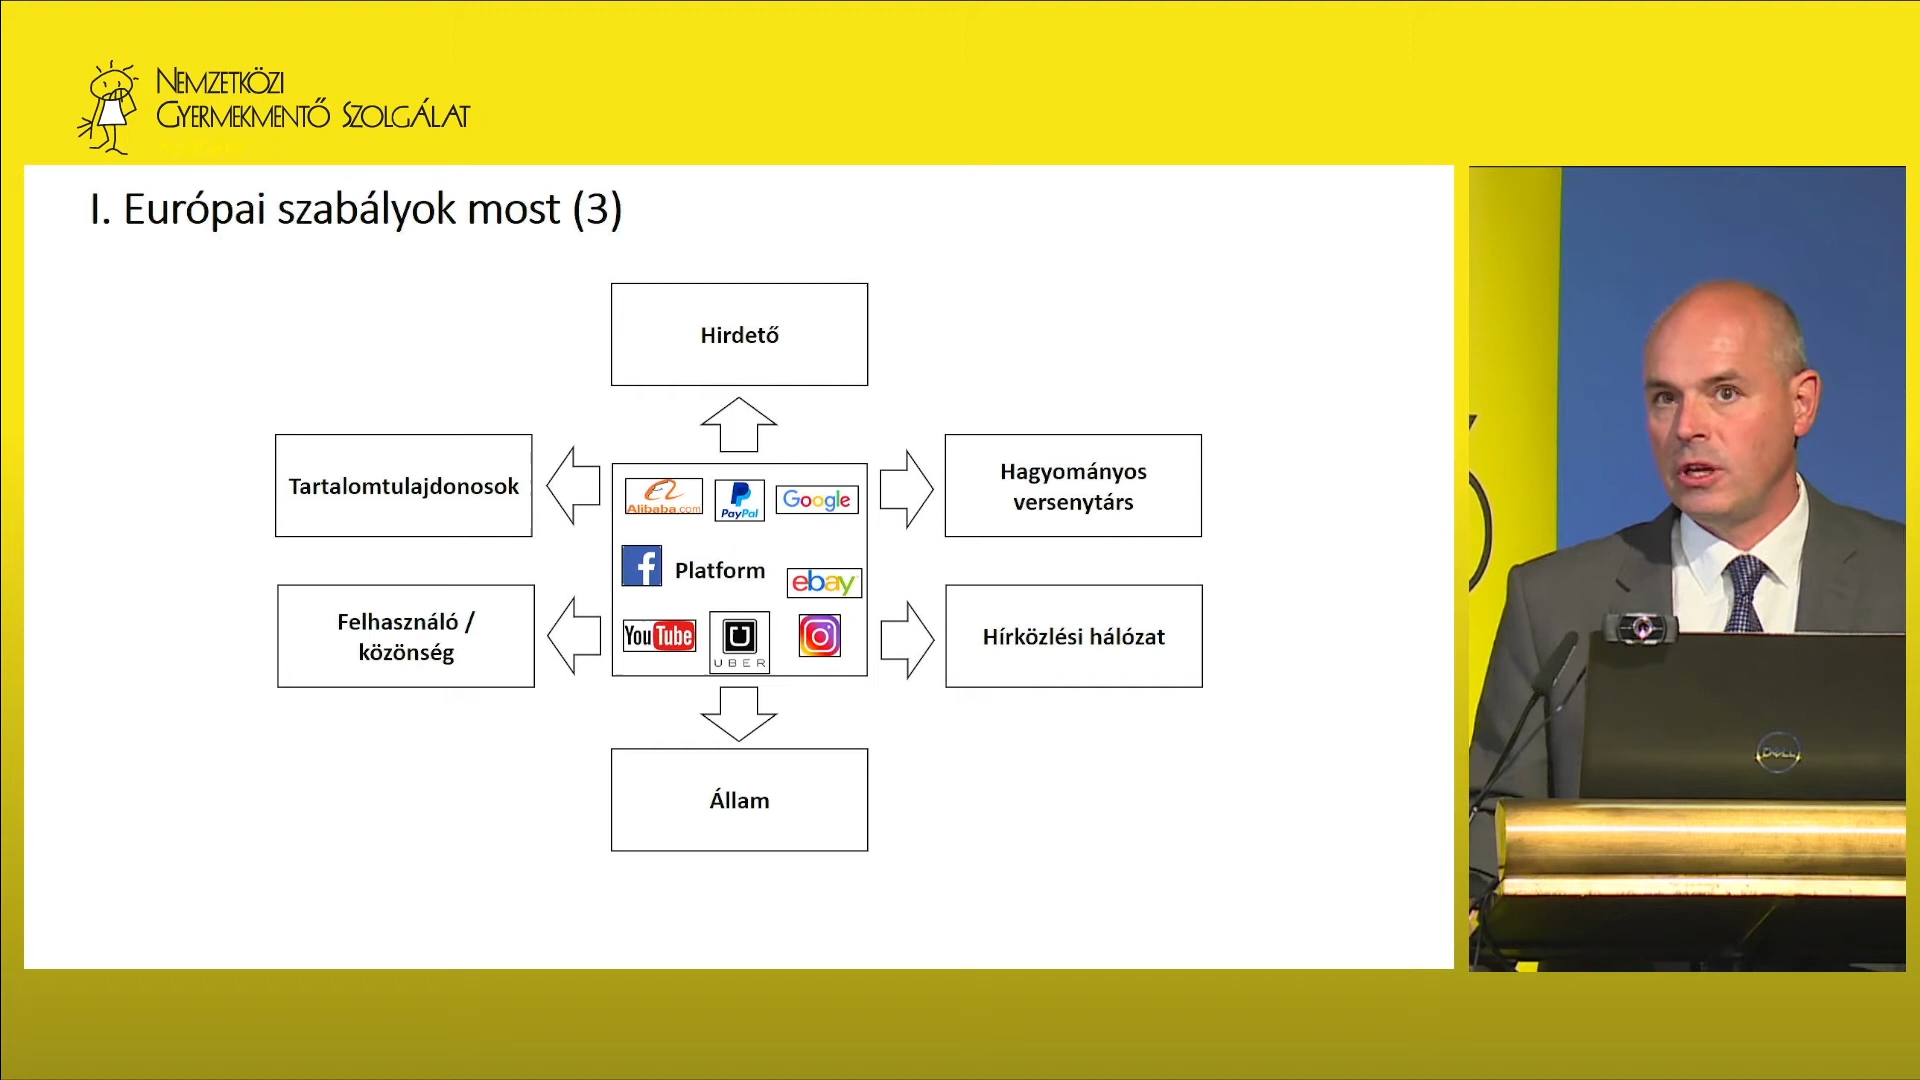 NEMZETKÖZI
GYERMEKMENTŐ SZOLGÁLAT
I. Európai szabályok most (3)
Hirdető
Tartalomtulajdonosok
Alibaba.com
PayPal
Google
Hagyományos
versenytárs
Platform
ebay
Felhasználó /
közönség
YouTube
UBER
Hírközlési hálózat
Állam
DELL